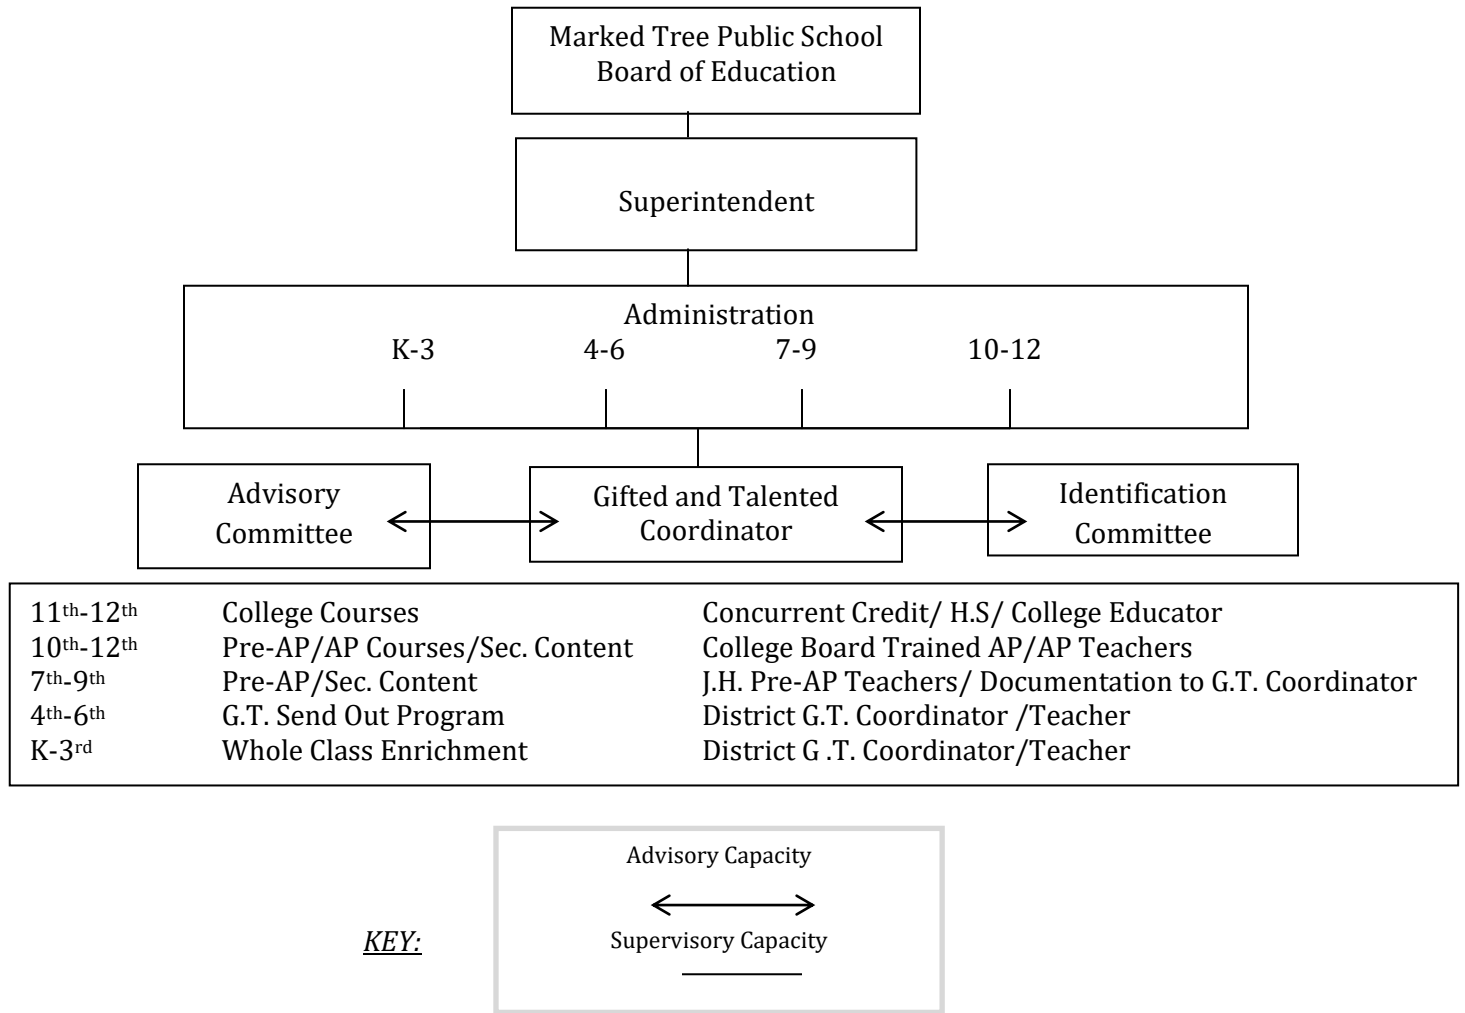 Marked Tree Public School
Board of Education
Superintendent
Administration
K-3 4-6 7-9 10-12
Advisory
Committee
Gifted and Talented
Coordinator
Identification
Committee
11th-12th College Courses Concurrent Credit/ H.S/ College Educator
10th-12th Pre-AP/AP Courses/Sec. Content College Board Trained AP/AP Teachers
7th-9th Pre-AP/Sec. Content J.H. Pre-AP Teachers/ Documentation to G.T. Coordinator
4th-6th G.T. Send Out Program District G.T. Coordinator /Teacher
K-3rd Whole Class Enrichment District G .T. Coordinator/Teacher
Advisory Capacity
KEY:
Supervisory Capacity